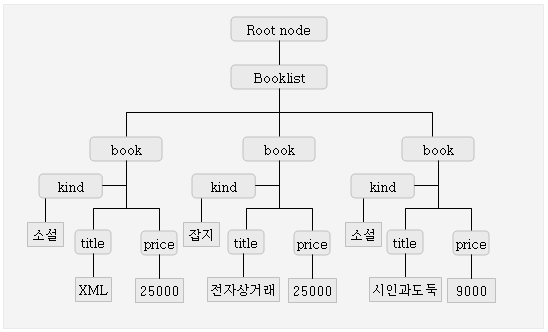 Root node
Booklist
book book book
kind kind kind
소설 잡지 소설
title price title price title price
XML 25000 전자상거래 25000 시인과도둑 9000